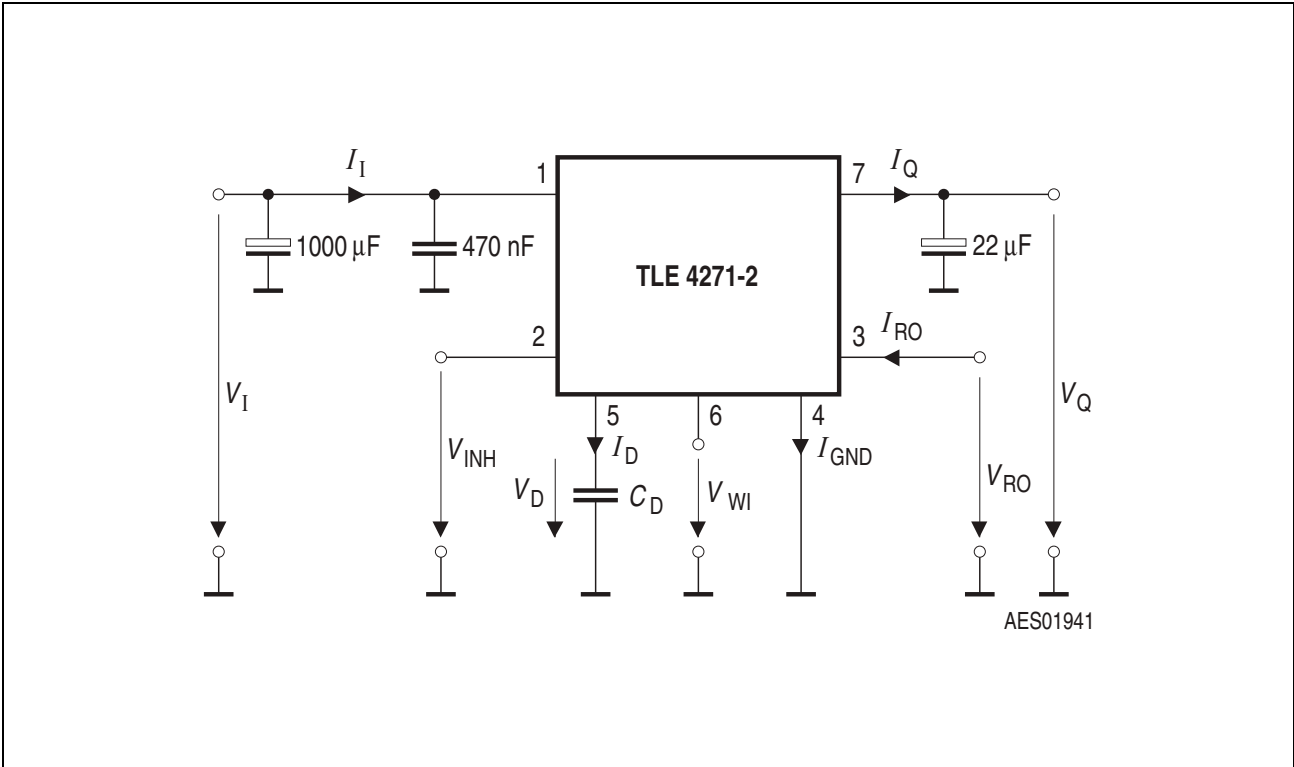 I_I
1
7
I_Q
1000 µF
470 nF
TLE 4271-2
22 µF
2
3
I_RO
V_I
V_Q
5
6
4
V_INH
I_D
I_GND
V_D
C_D
V_WI
V_RO
AES01941